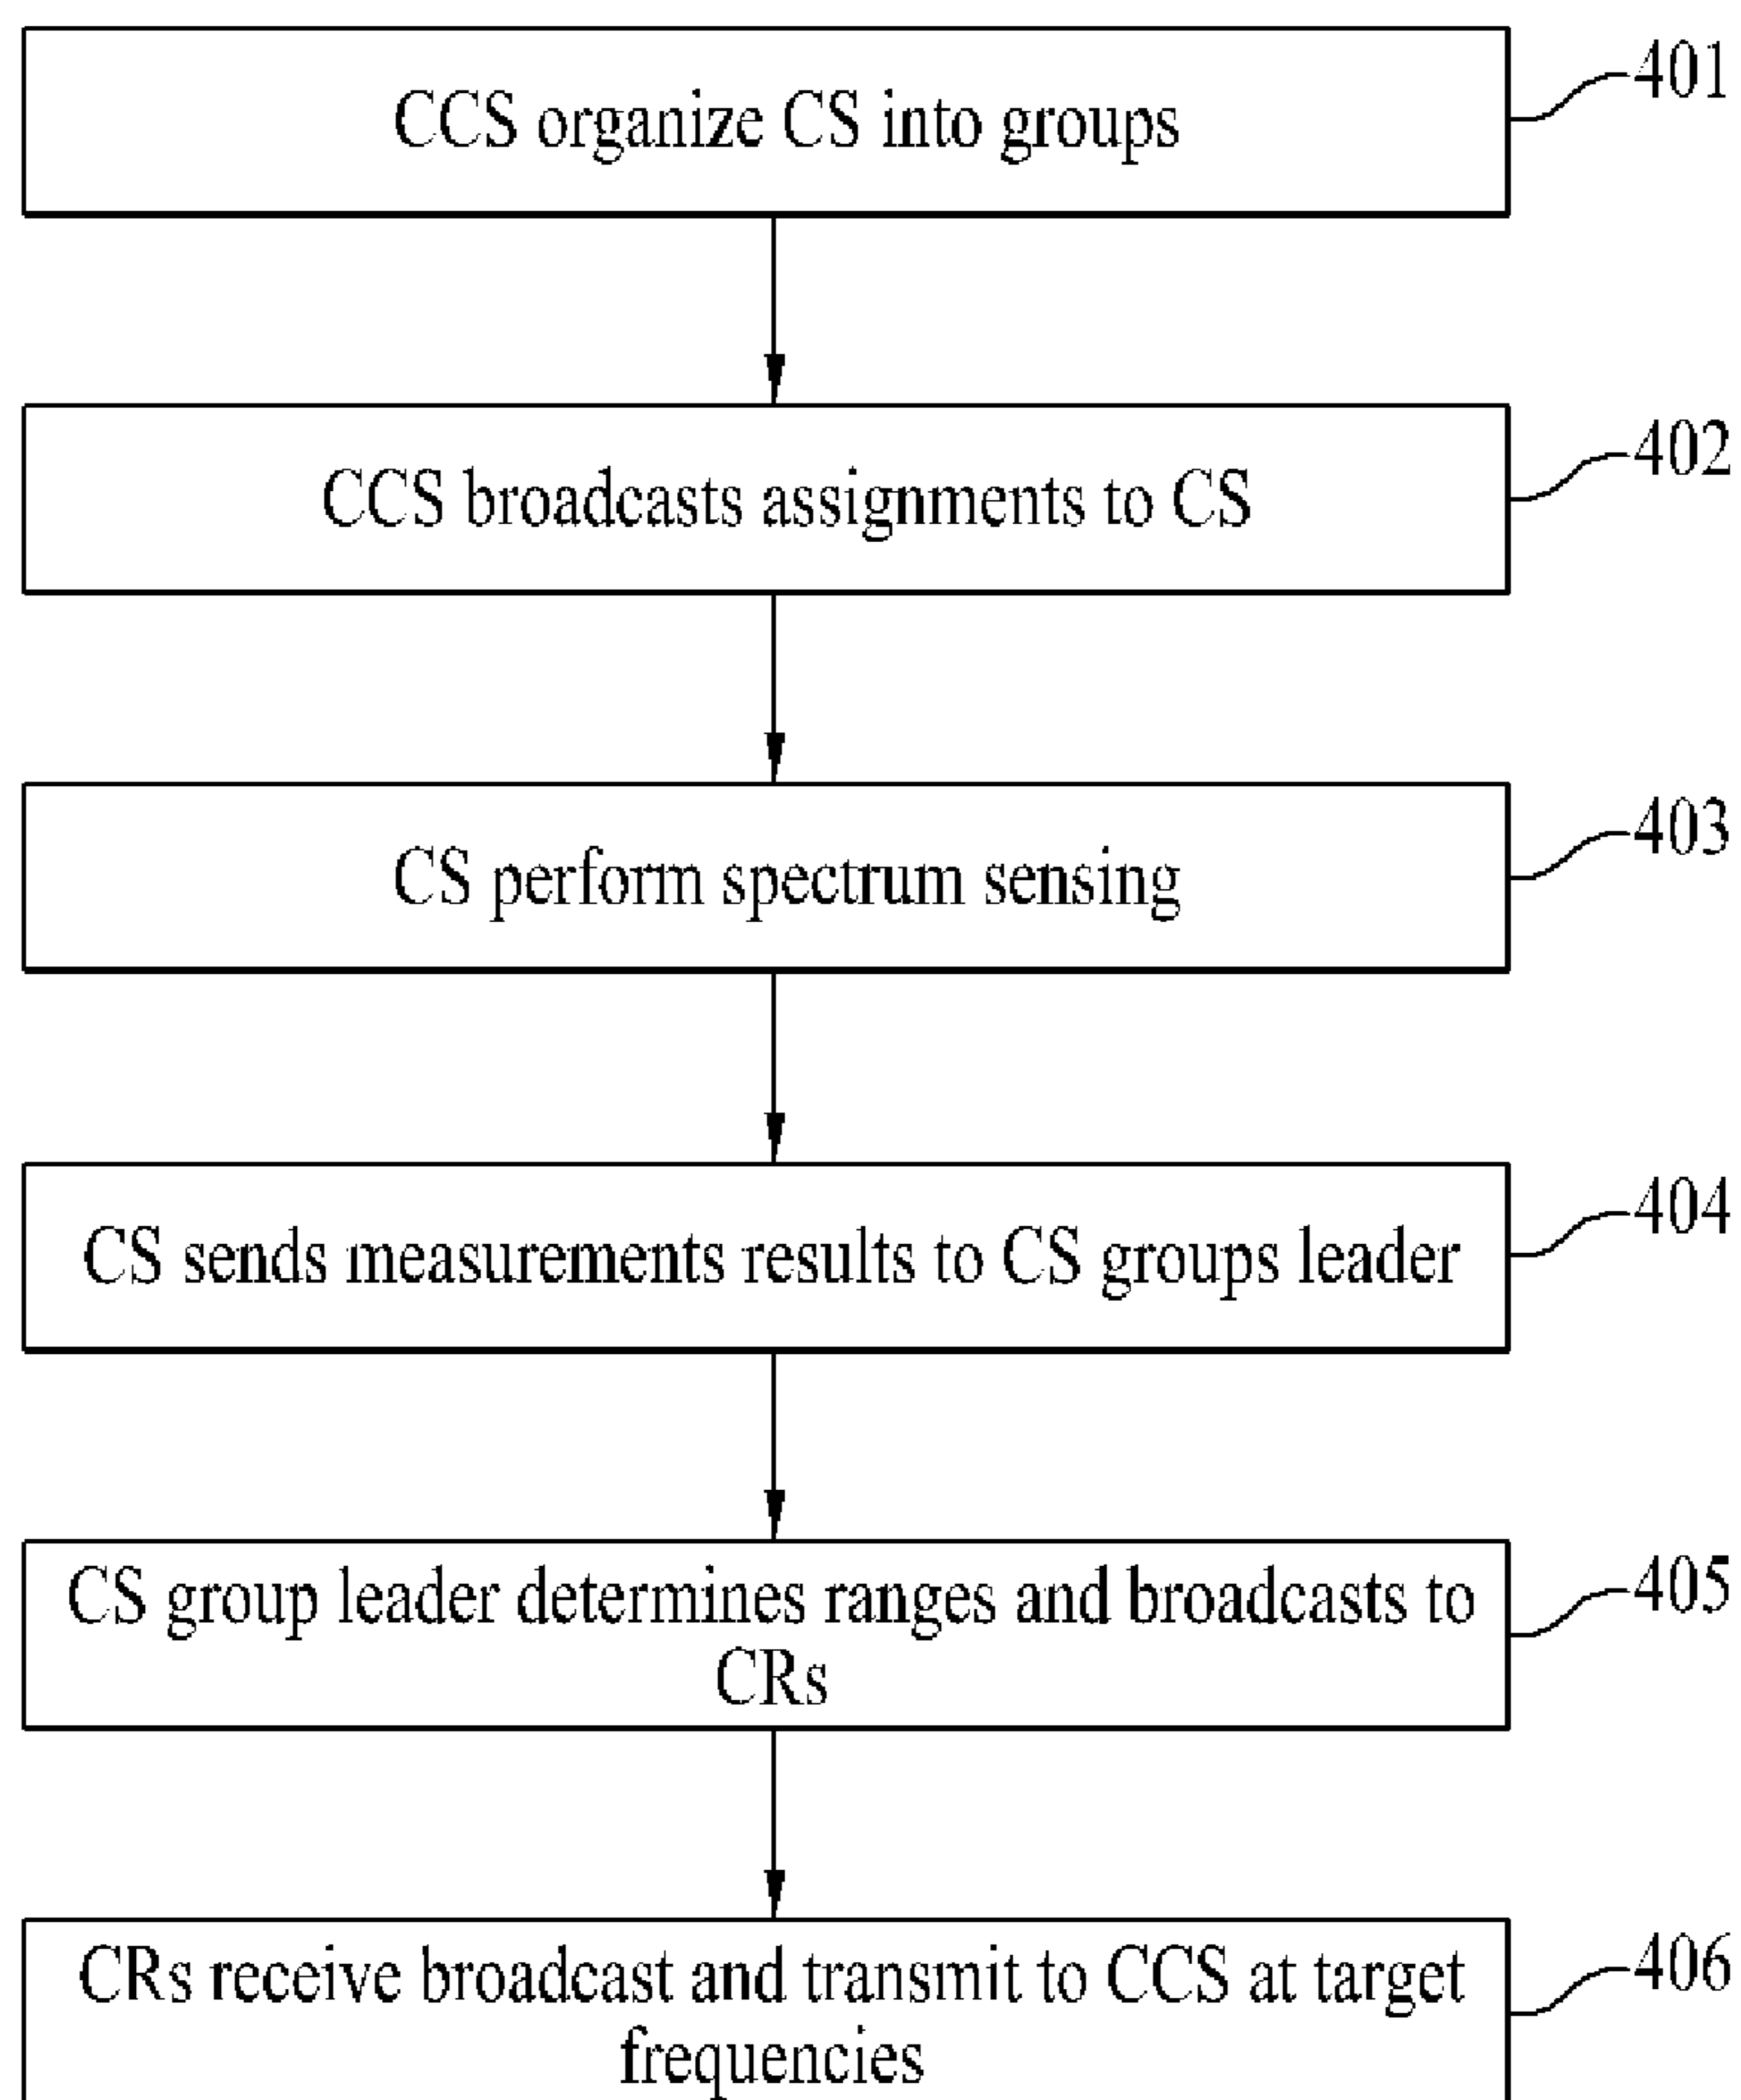 CCS organize CS into groups
401
CCS broadcasts assignments to CS
402
CS perform spectrum sensing
403
CS sends measurements results to CS groups leader
404
CS group leader determines ranges and broadcasts to
CRs
405
CRs receive broadcast and transmit to CCS at target
frequencies
406